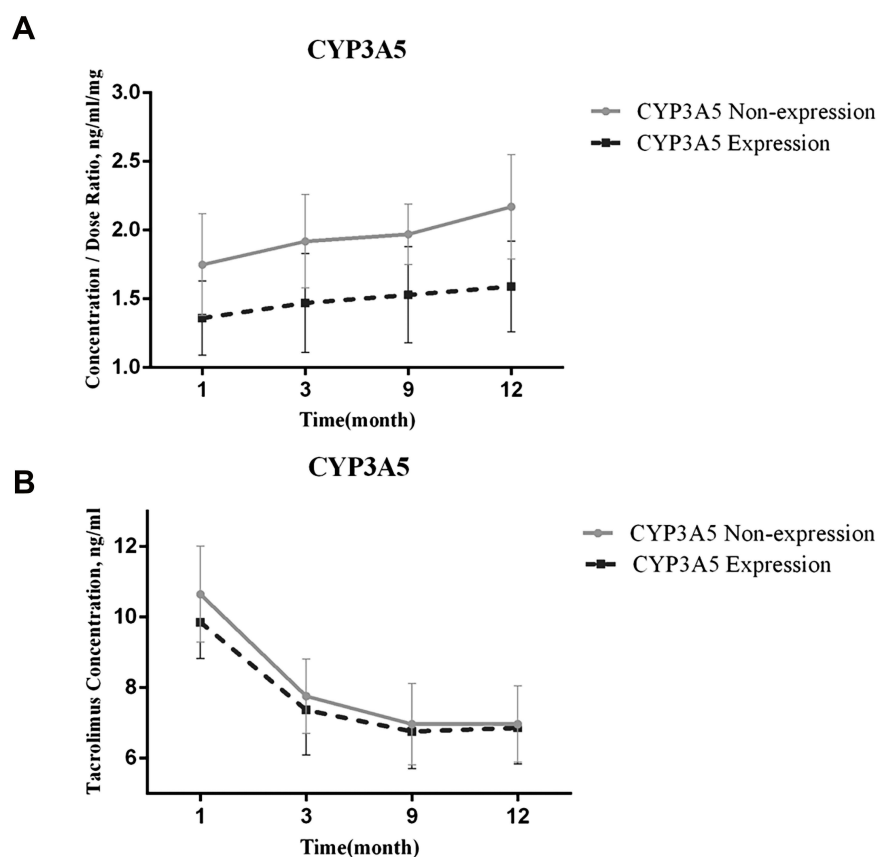 A
CYP3A5
Concentration / Dose Ratio, ng/ml/mg
3.0
2.5
2.0
1.5
1.0
1 3 9 12
Time(month)
CYP3A5 Non-expression
CYP3A5 Expression
B
CYP3A5
Tacrolimus Concentration, ng/ml
12
10
8
6
1 3 9 12
Time(month)
CYP3A5 Non-expression
CYP3A5 Expression